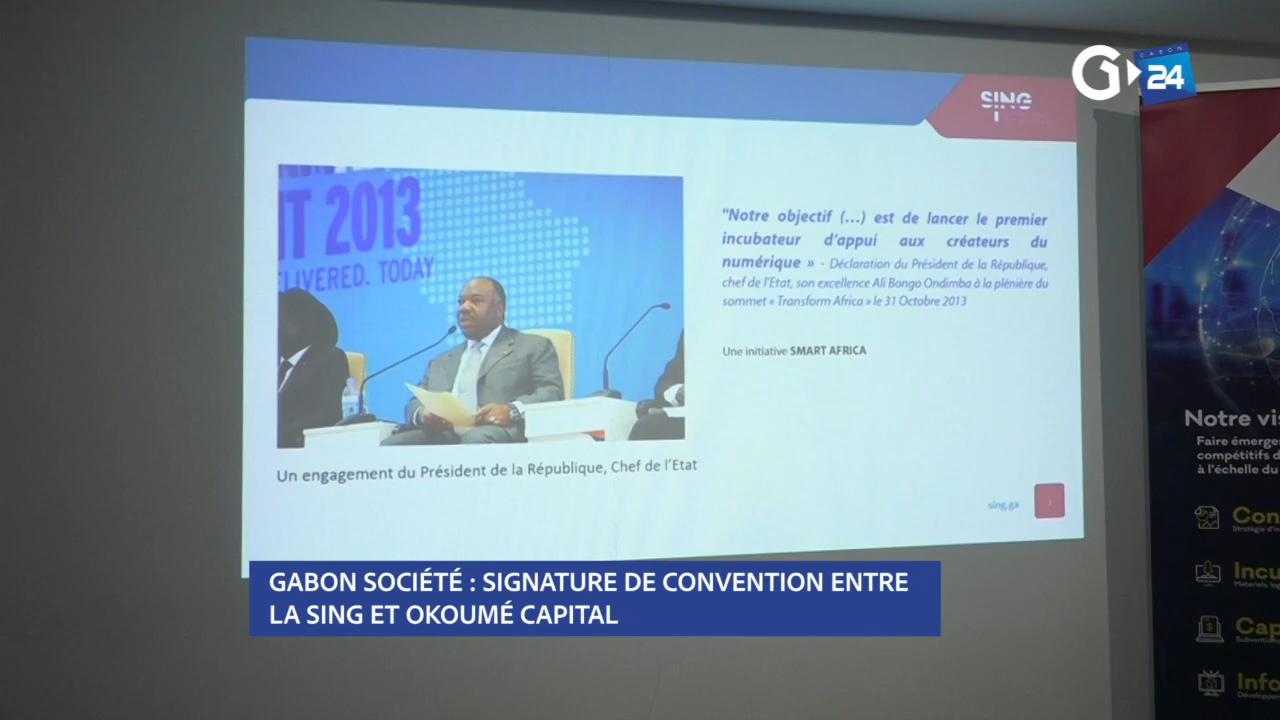 GABON
G 24
SING
IT 2013
ELIVERED. TODAY
"Notre objectif (...) est de lancer le premier
incubateur d'appui aux créateurs du
numérique » - Déclaration du Président de la République,
chef de l'Etat, son excellence Ali Bongo Ondimba à la plénière du
sommet « Transform Africa » le 31 Octobre 2013
Une initiative SMART AFRICA
Un engagement du Président de la République, Chef de l'Etat
sing.ga
Notre vi
Faire émerge
compétitifs d
à l'échelle du
Con
Incu
Cap
Info
GABON SOCIÉTÉ : SIGNATURE DE CONVENTION ENTRE
LA SING ET OKOUMÉ CAPITAL